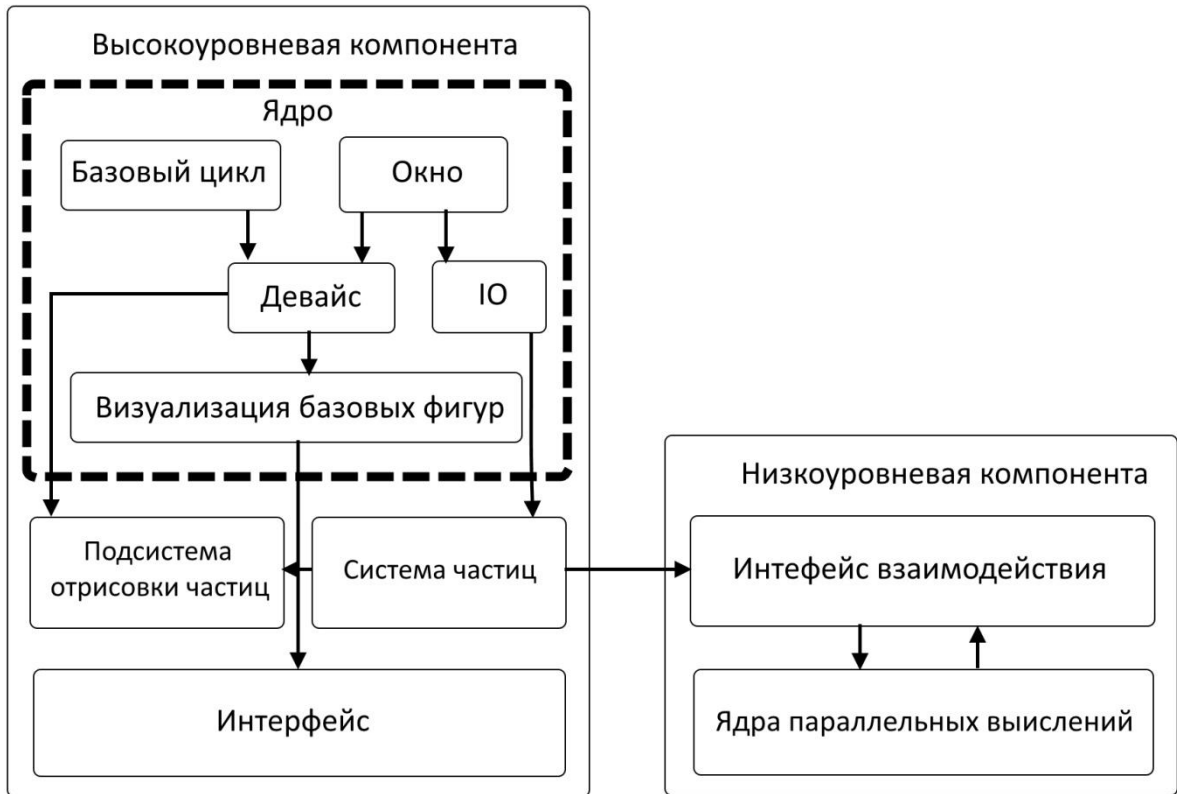 Высокоуровневая компонента
Ядро
Базовый цикл
Окно
Девайс
IO
Визуализация базовых фигур
Подсистема
отрисовки частиц
Система частиц
Интерфейс
Низкоуровневая компонента
Интефейс взаимодействия
Ядра параллельных выислений